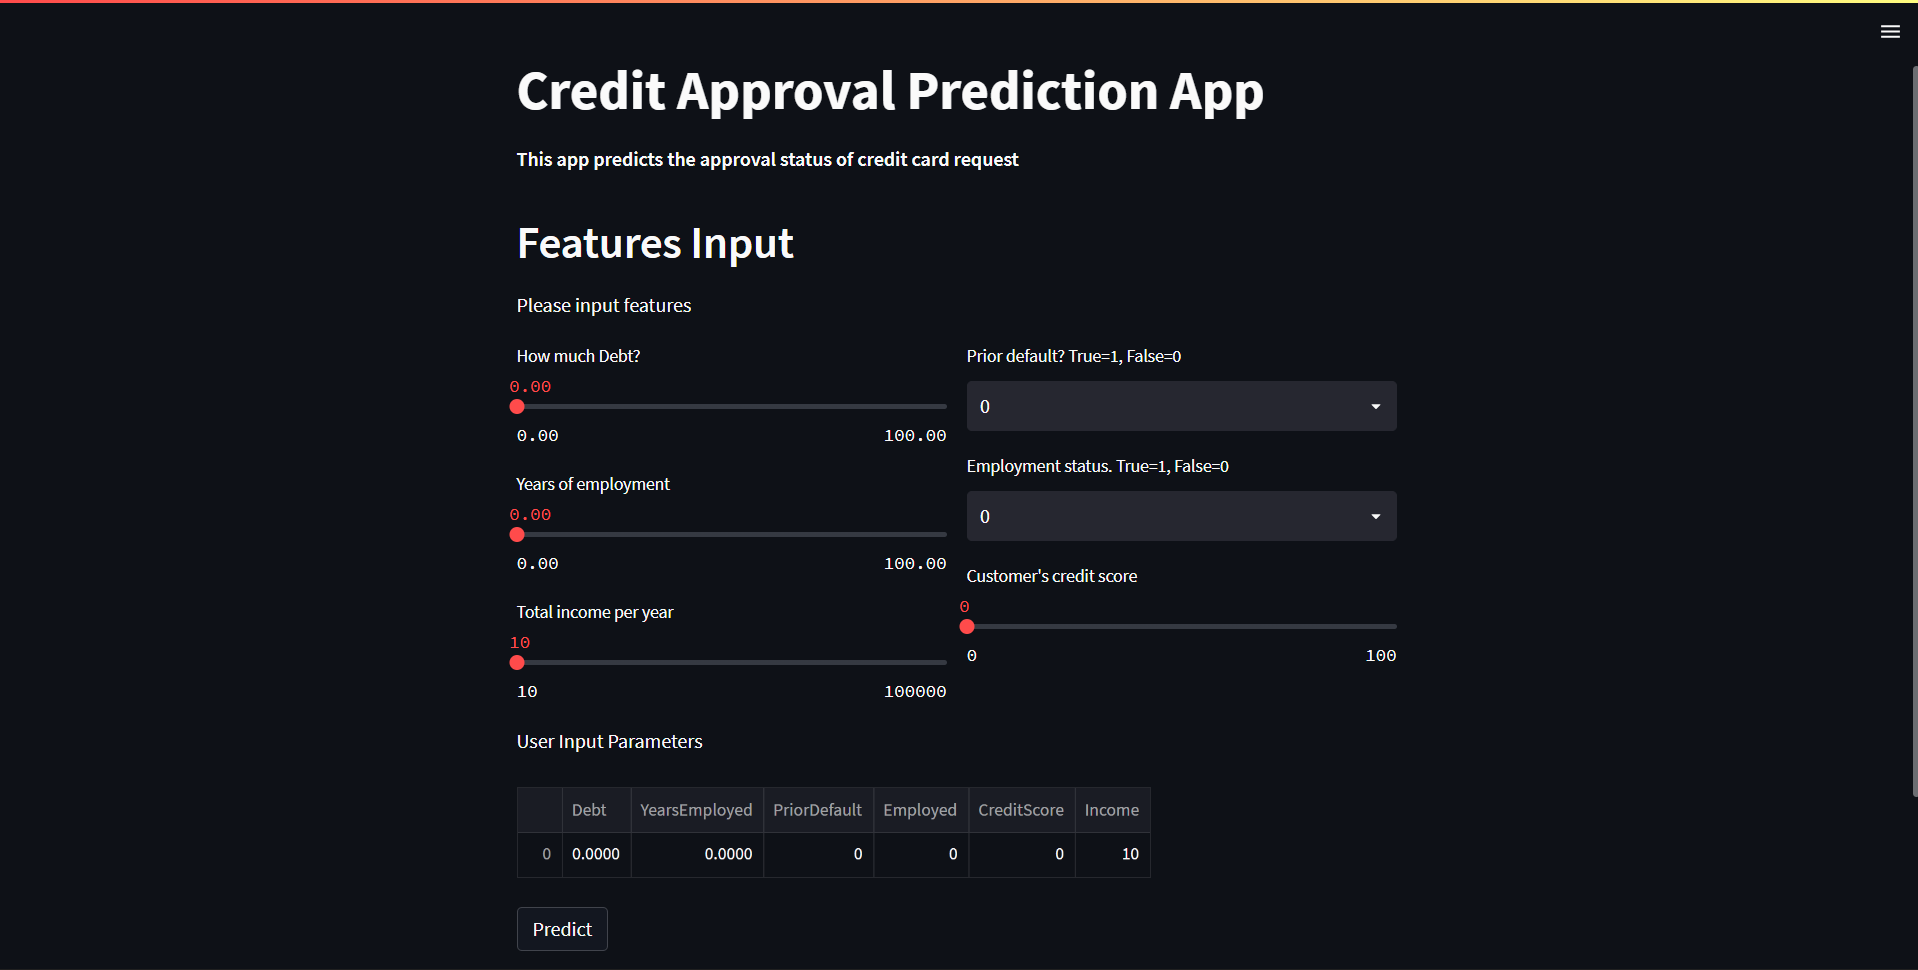 Credit Approval Prediction App
This app predicts the approval status of credit card request
Features Input
Please input features
How much Debt?
0.00
0.00 100.00
Years of employment
0.00
0.00 100.00
Total income per year
10
10 100000
Prior default? True=1, False=0
0
Employment status. True=1, False=0
0
Customer's credit score
0
0 100
User Input Parameters
Debt YearsEmployed PriorDefault Employed CreditScore Income
0 0.0000 0.0000 0 0 0 10
Predict